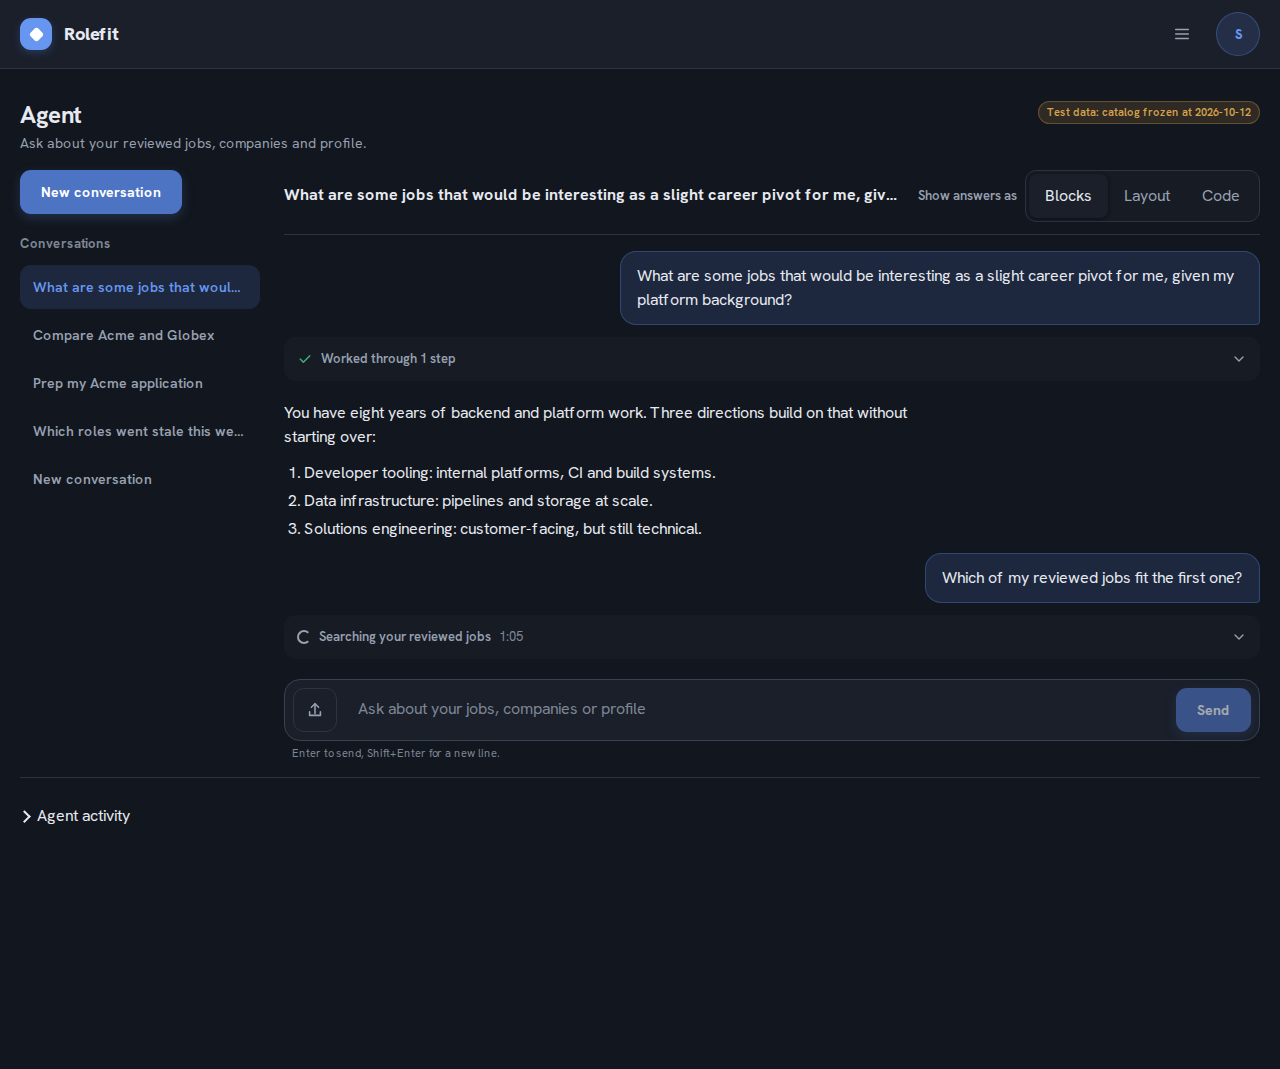 Rolefit
S
Agent
Test data: catalog frozen at 2026-10-12
Ask about your reviewed jobs, companies and profile.
New conversation
Conversations
What are some jobs that woul...
Compare Acme and Globex
Prep my Acme application
Which roles went stale this we...
New conversation
What are some jobs that would be interesting as a slight career pivot for me, giv...
Show answers as
Blocks
Layout
Code
What are some jobs that would be interesting as a slight career pivot for me, given my
platform background?
Worked through 1 step
You have eight years of backend and platform work. Three directions build on that without
starting over:
1. Developer tooling: internal platforms, CI and build systems.
2. Data infrastructure: pipelines and storage at scale.
3. Solutions engineering: customer-facing, but still technical.
Which of my reviewed jobs fit the first one?
Searching your reviewed jobs 1:05
Ask about your jobs, companies or profile
Send
Enter to send, Shift+Enter for a new line.
Agent activity